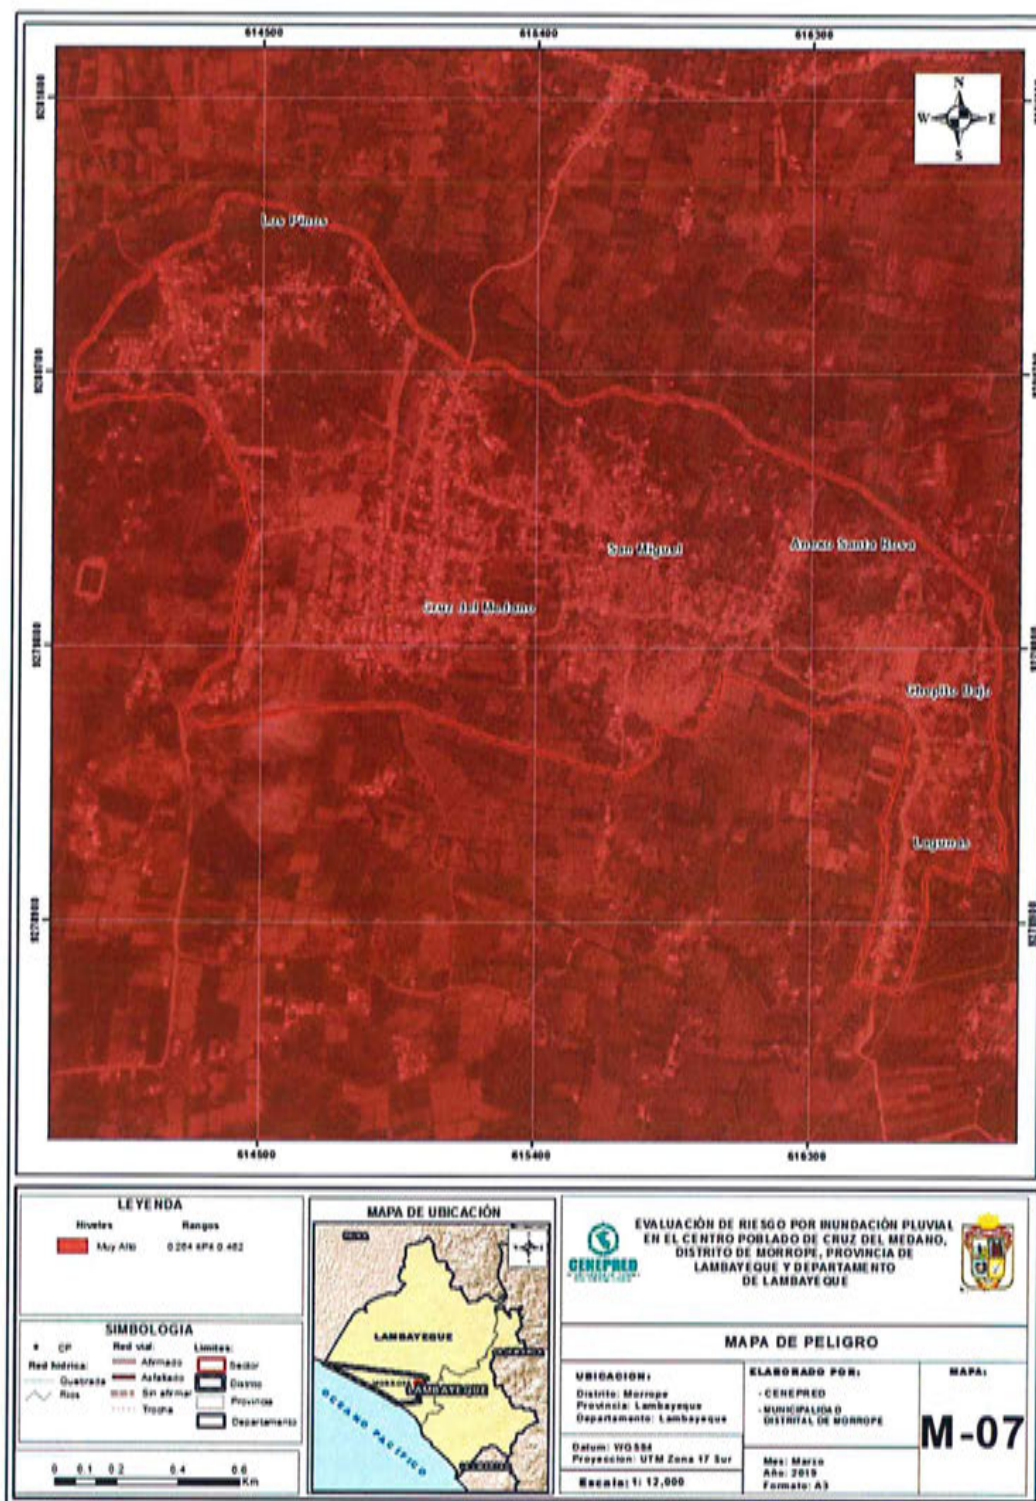 614500
615400
616300
Los Pinos
San Miguel
Anexo Santa Rosa
Cruz del Medano
Chepito Bajo
Lagunas
N
W
E
S
9280700
614500
615400
616300
LEYENDA
Niveles
Rangos
Muy Alto
SIMBOLOGIA
CP
Red hídrica:
Quebrada
Rios
Red vial:
Afirmado
Asfaltado
Sin afirmar
Trocha
Limites:
Sector
Distrito
Provincia
Departamento
0 0.1 0.2 0.4 0.6
Km
MAPA DE UBICACIÓN
LAMBAYEQUE
MORROPE
LAMBAYEQUE
OCEANO PACÍFICO
CENEPRED
EVALUACIÓN DE RIESGO POR INUNDACIÓN PLUVIAL
EN EL CENTRO POBLADO DE CRUZ DEL MEDANO,
DISTRITO DE MORROPE, PROVINCIA DE
LAMBAYEQUE Y DEPARTAMENTO
DE LAMBAYEQUE
MAPA DE PELIGRO
UBICACION:
Distrito: Morrope
Provincia: Lambayeque
Departamento: Lambayeque
Datum: WGS84
Proyeccion: UTM Zona 17 Sur
Escala: 1: 12,000
ELABORADO POR:
- CENEPRED
- MUNICIPALIDAD
DISTRITAL DE MORROPE
Mes: Marzo
Año: 2019
Formato: A3
MAPA:
M-07